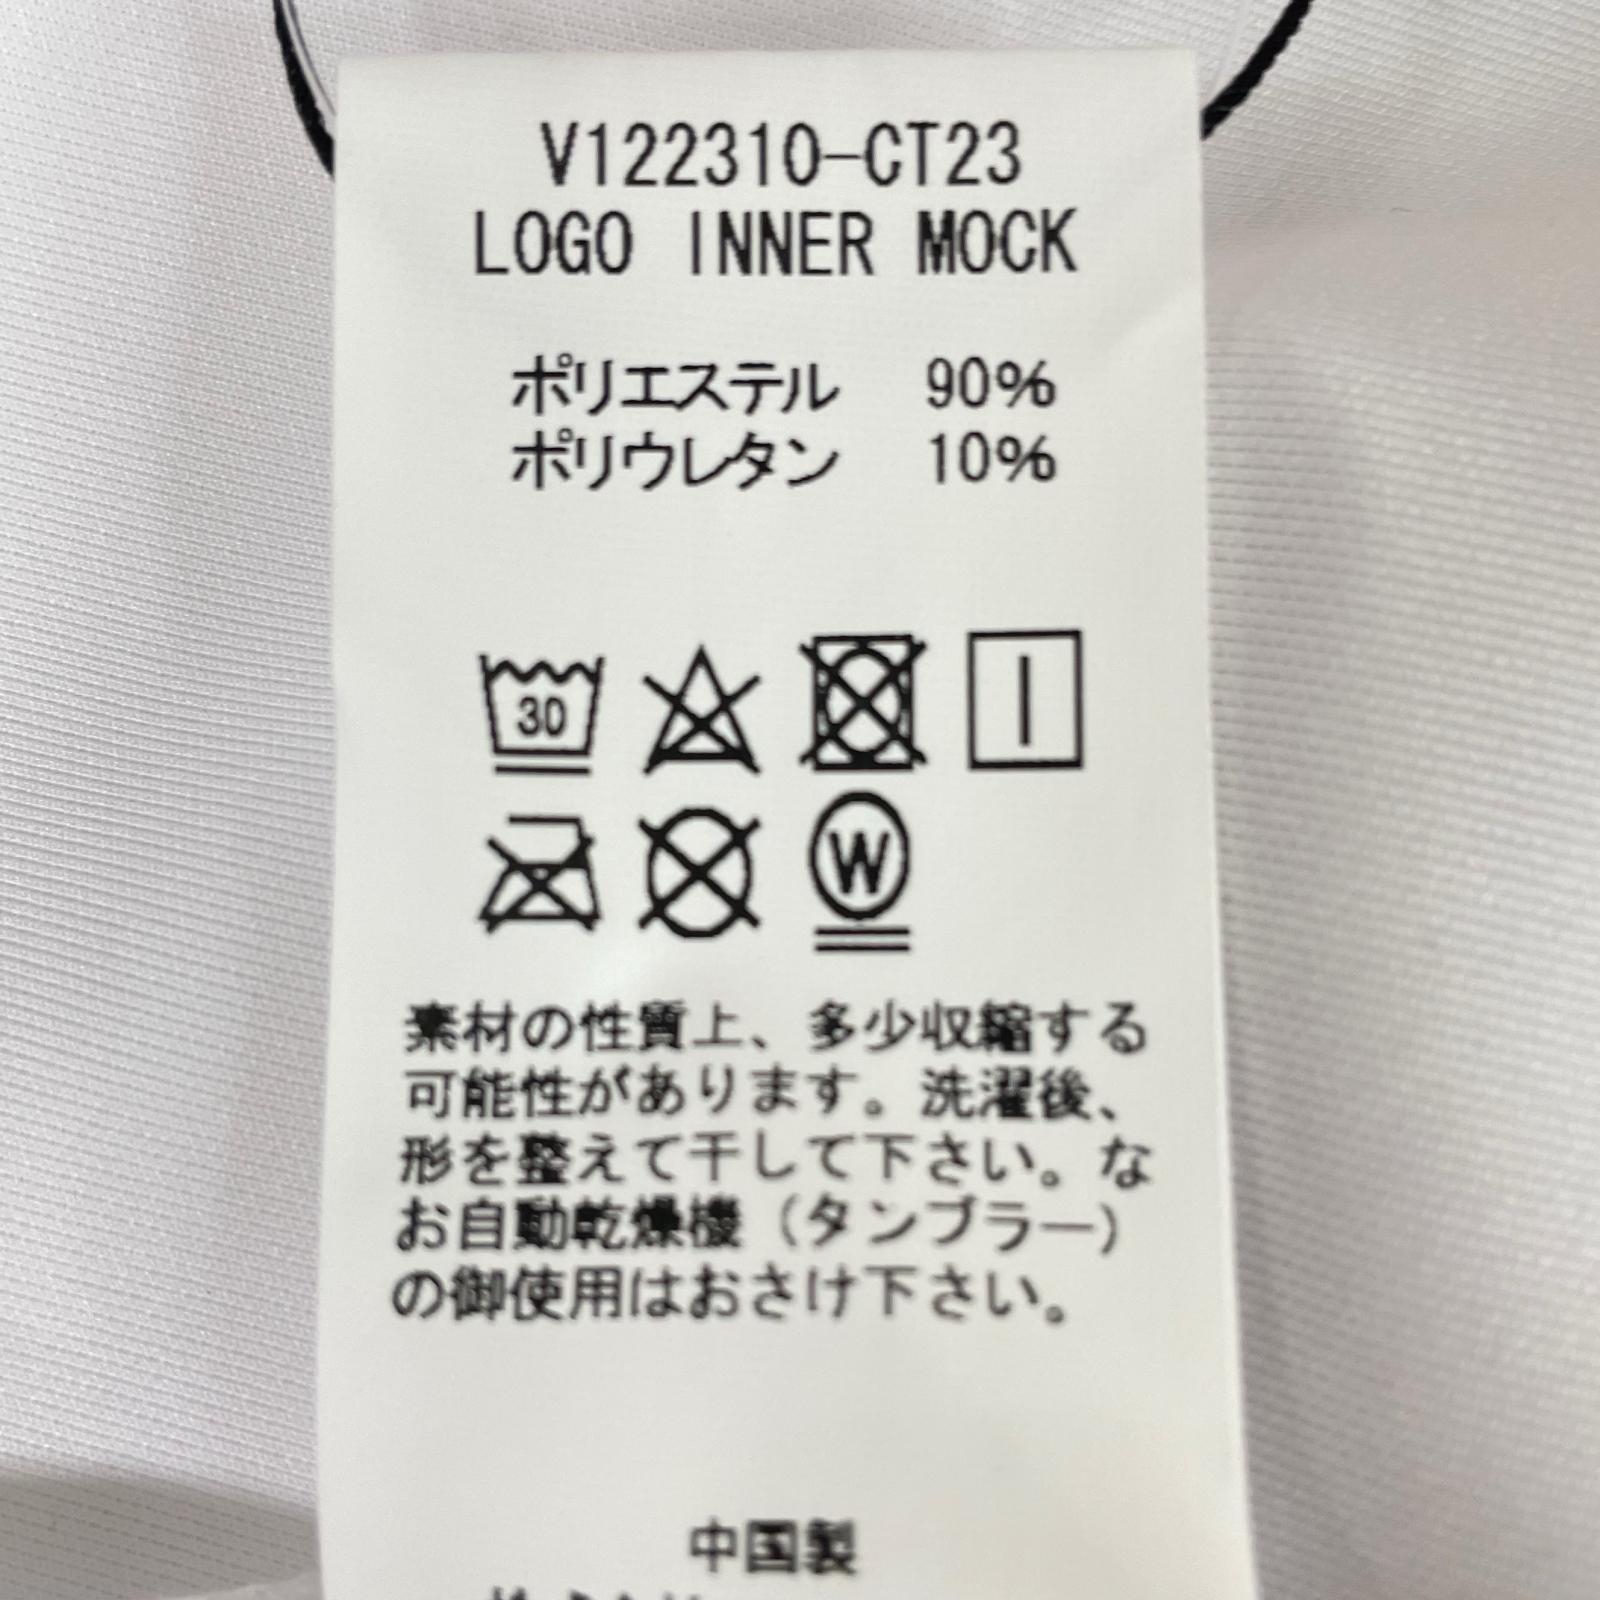 V122310-CT23
LOGO INNER MOCK
ポリエステル 90%
ポリウレタン 10%
30
W
素材の性質上、多少収縮する
可能性があります。洗濯後、
形を整えて干して下さい。な
お自動乾燥機（タンブラー）
の御使用はおさけ下さい。
中国製